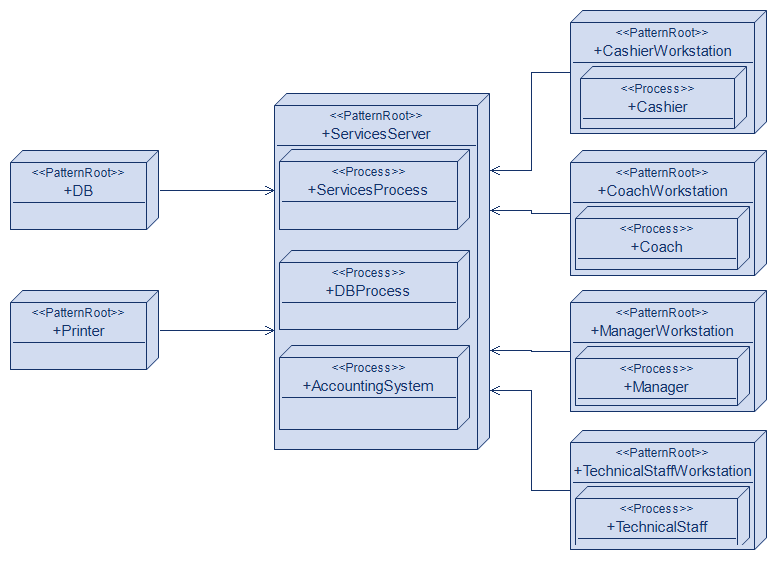 <<PatternRoot>>
+DB
<<PatternRoot>>
+Printer
<<PatternRoot>>
+ServicesServer
<<Process>>
+ServicesProcess
<<Process>>
+DBProcess
<<Process>>
+AccountingSystem
<<PatternRoot>>
+CashierWorkstation
<<Process>>
+Cashier
<<PatternRoot>>
+CoachWorkstation
<<Process>>
+Coach
<<PatternRoot>>
+ManagerWorkstation
<<Process>>
+Manager
<<PatternRoot>>
+TechnicalStaffWorkstation
<<Process>>
+TechnicalStaff